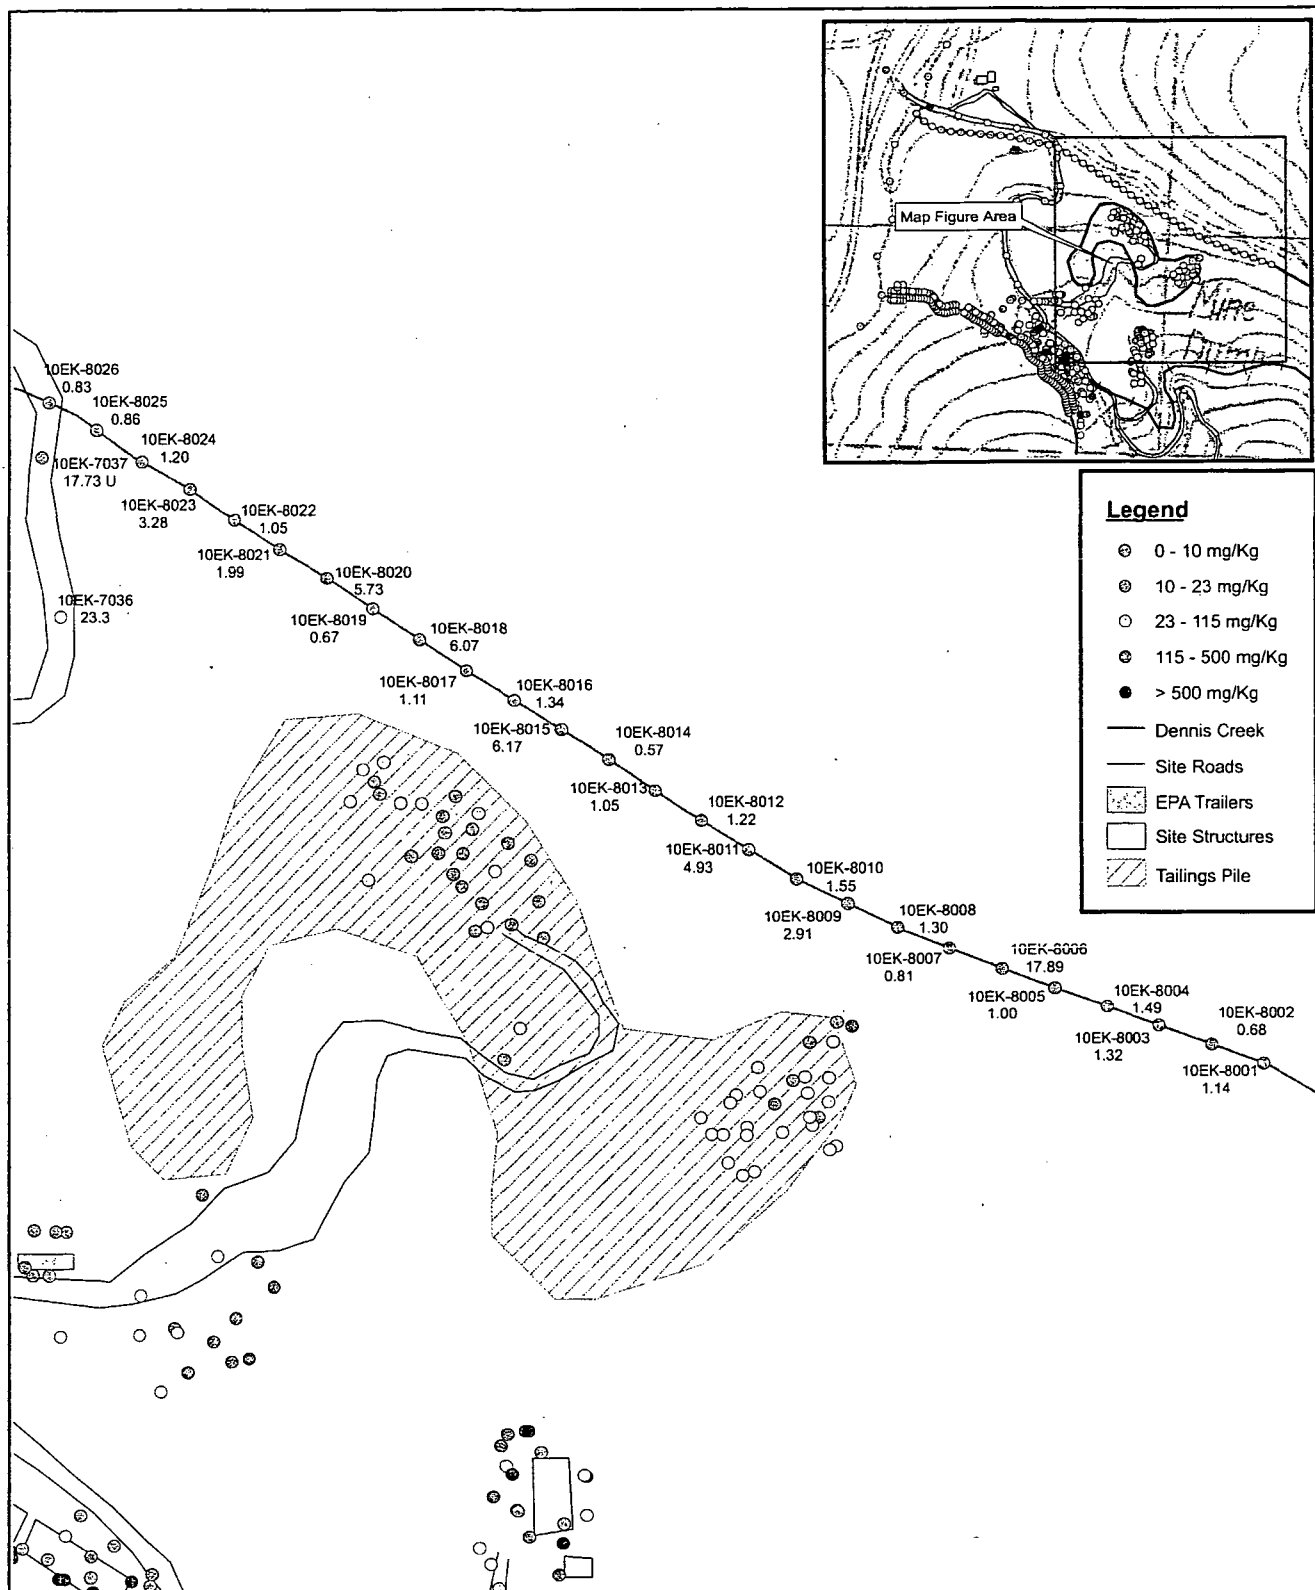 Map Figure Area
10EK-8026
0.83
10EK-8025
0.86
10EK-8024
1.20
10EK-7037
17.73 U
10EK-8023
3.28
10EK-8022
1.05
10EK-8021
1.99
10EK-8020
5.73
10EK-7036
23.3
10EK-8019
0.67
10EK-8018
6.07
10EK-8017
1.11
10EK-8016
1.34
10EK-8015
6.17
10EK-8014
0.57
10EK-8013
1.05
10EK-8012
1.22
10EK-8011
4.93
10EK-8010
1.55
10EK-8009
2.91
10EK-8008
1.30
10EK-8007
0.81
10EK-8006
17.89
10EK-8005
1.00
10EK-8004
1.49
10EK-8003
1.32
10EK-8002
0.68
10EK-8001
1.14
Legend
0 - 10 mg/Kg
10 - 23 mg/Kg
23 - 115 mg/Kg
115 - 500 mg/Kg
> 500 mg/Kg
Dennis Creek
Site Roads
EPA Trailers
Site Structures
Tailings Pile